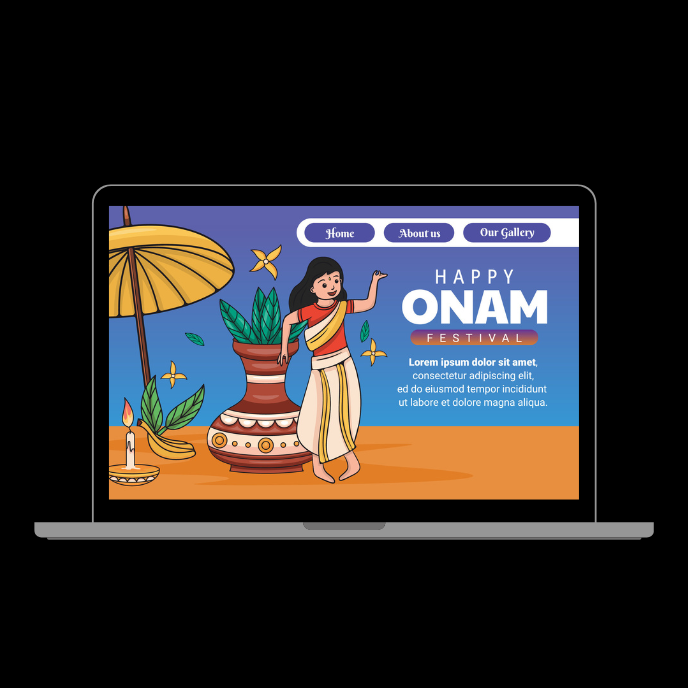 Home
About us
Our Gallery
HAPPY
ONAM
FESTIVAL
Lorem ipsum dolor sit amet,
consectetur adipiscing elit,
ed do eiusmod tempor incididunt
ut labore et dolore magna aliqua.